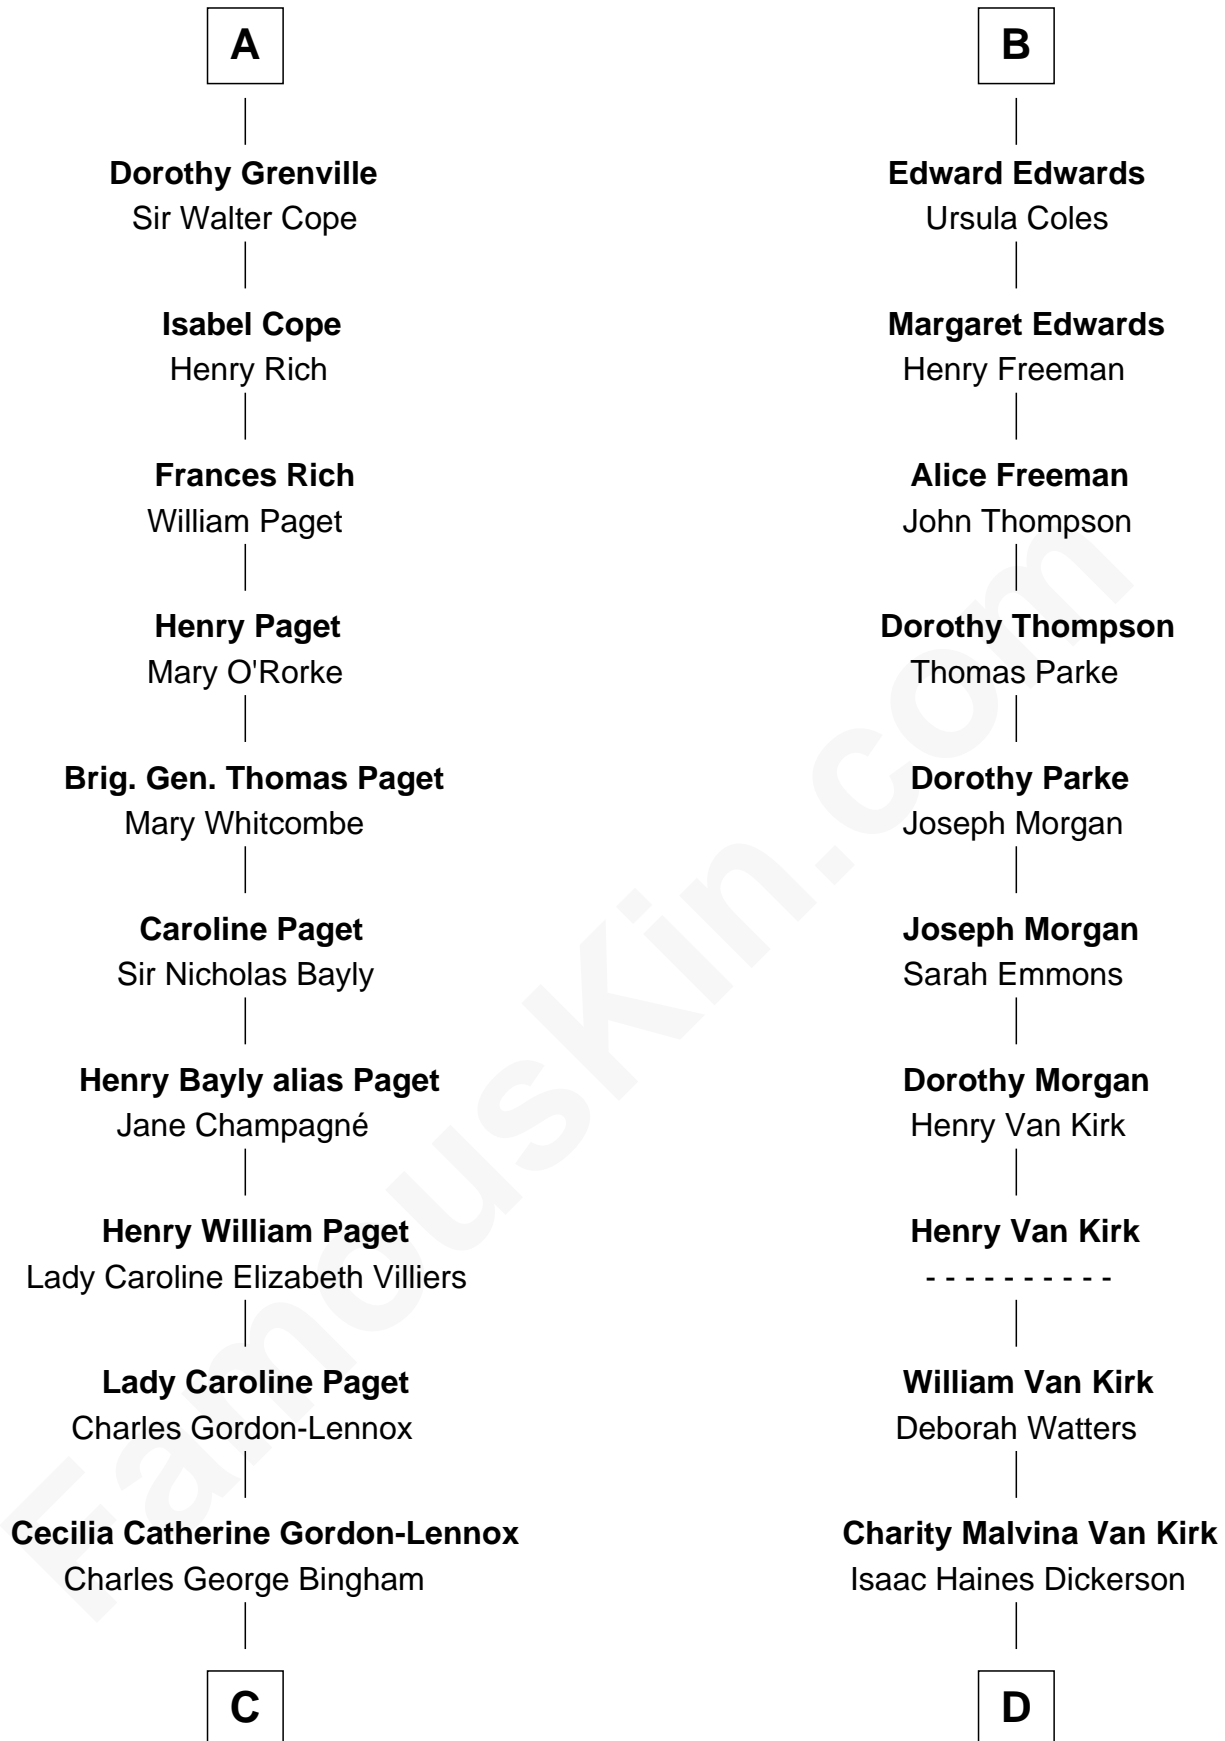 A
Dorothy Grenville
Sir Walter Cope
Isabel Cope
Henry Rich
Frances Rich
William Paget
Henry Paget
Mary O'Rorke
Brig. Gen. Thomas Paget
Mary Whitcombe
Caroline Paget
Sir Nicholas Bayly
Henry Bayly alias Paget
Jane Champagné
Henry William Paget
Lady Caroline Elizabeth Villiers
Lady Caroline Paget
Charles Gordon-Lennox
Cecilia Catherine Gordon-Lennox
Charles George Bingham
C
B
Edward Edwards
Ursula Coles
Margaret Edwards
Henry Freeman
Alice Freeman
John Thompson
Dorothy Thompson
Thomas Parke
Dorothy Parke
Joseph Morgan
Joseph Morgan
Sarah Emmons
Dorothy Morgan
Henry Van Kirk
Henry Van Kirk
- - - - - - - - - -
William Van Kirk
Deborah Watters
Charity Malvina Van Kirk
Isaac Haines Dickerson
D
FamousKin.com